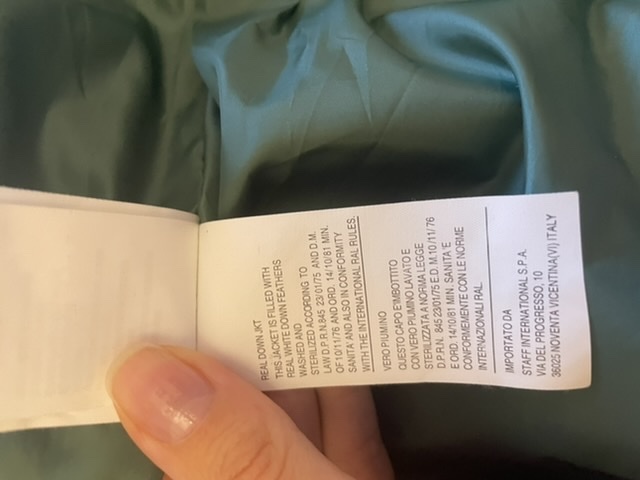 REAL DOWN JKT
THIS JACKET IS FILLED WITH
REAL WHITE DOWN FEATHERS
WASHED AND
STERILIZED ACCORDING TO
LAW D.P.R.N.845 23/01/75 AND D.M.
OF10/11/76 AND ORD. 14/10/81 MIN.
SANITA' AND ALSO IN CONFORMITY
WITH THE INTERNATIONAL RAL RULES.
VERO PIUMINO
QUESTO CAPO E'IMBOTTITO
CON VERO PIUMINO LAVATO E
STERILIZZATA A NORMA LEGGE
D.P.R.N. 845 23/01/75 E.D. M.10/11/76
E ORD. 14/10/81 MIN. SANITA 'E
CONFORMEMENTE CON LE NORME
INTERNAZIONALI RAL.
IMPORTATO DA
STAFF INTERNATIONAL S.P.A.
VIA DEL PROGRESSO, 10
36025 NOVENTA VICENTINA(VI) ITALY